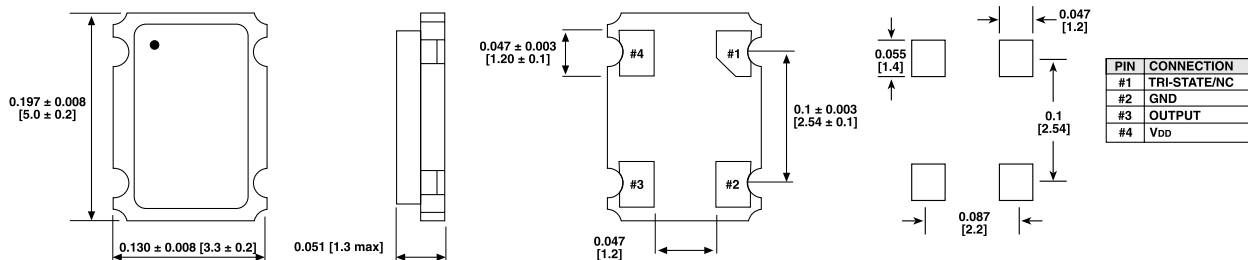 0.197 ± 0.008
[5.0 ± 0.2]
0.130 ± 0.008 [3.3 ± 0.2]
0.051 [1.3 max]
0.047 ± 0.003
[1.20 ± 0.1]
#4
#1
#3
#2
0.1 ± 0.003
[2.54 ± 0.1]
0.047
[1.2]
0.047
[1.2]
0.055
[1.4]
0.1
[2.54]
0.087
[2.2]
PIN CONNECTION
#1 TRI-STATE/NC
#2 GND
#3 OUTPUT
#4 VDD